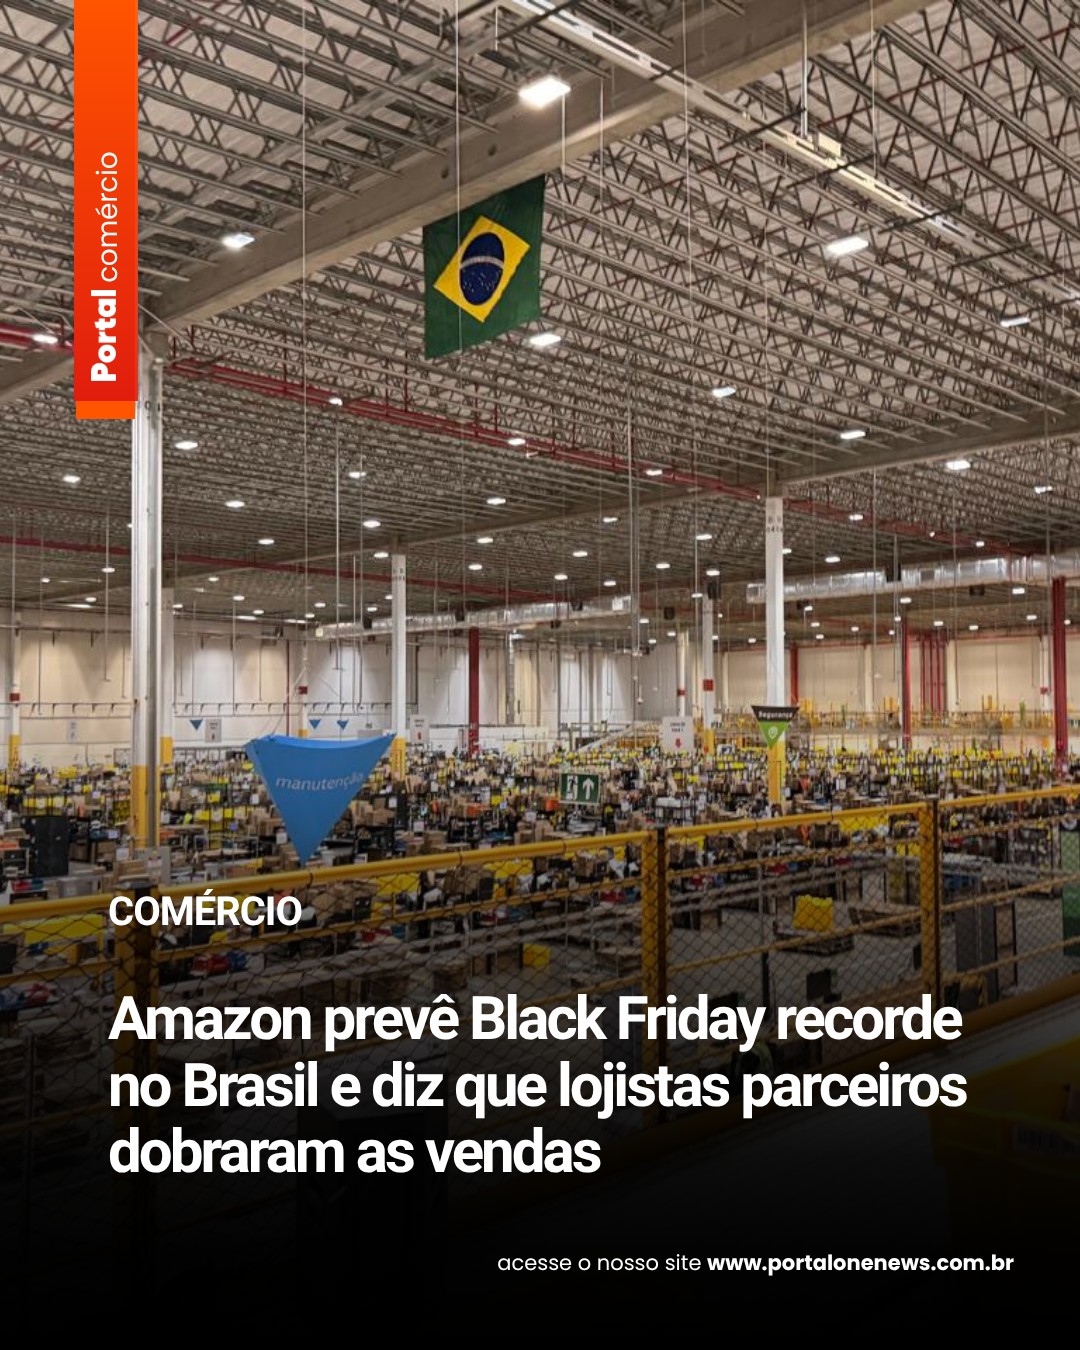 Portal comércio
Segurança
manutenção
COMÉRCIO
Amazon prevê Black Friday recorde
no Brasil e diz que lojistas parceiros
dobraram as vendas
acesse o nosso site www.portalonenews.com.br